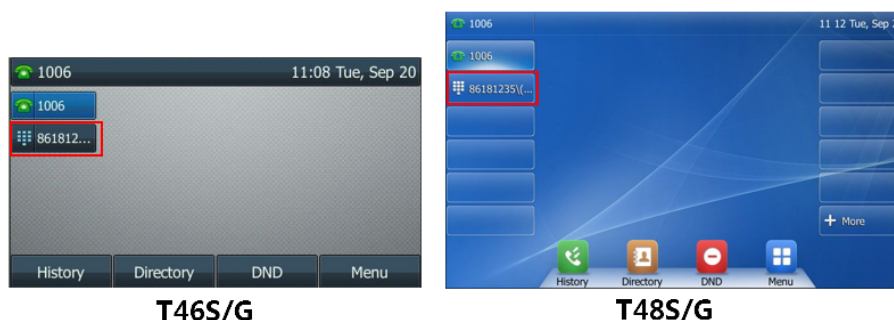 1006
11:08 Tue, Sep 20
1006
861812...
History
Directory
DND
Menu
T46S/G
1006
11 12 Tue, Sep
1006
86181235\(...
+ More
History
Directory
DND
Menu
T48S/G